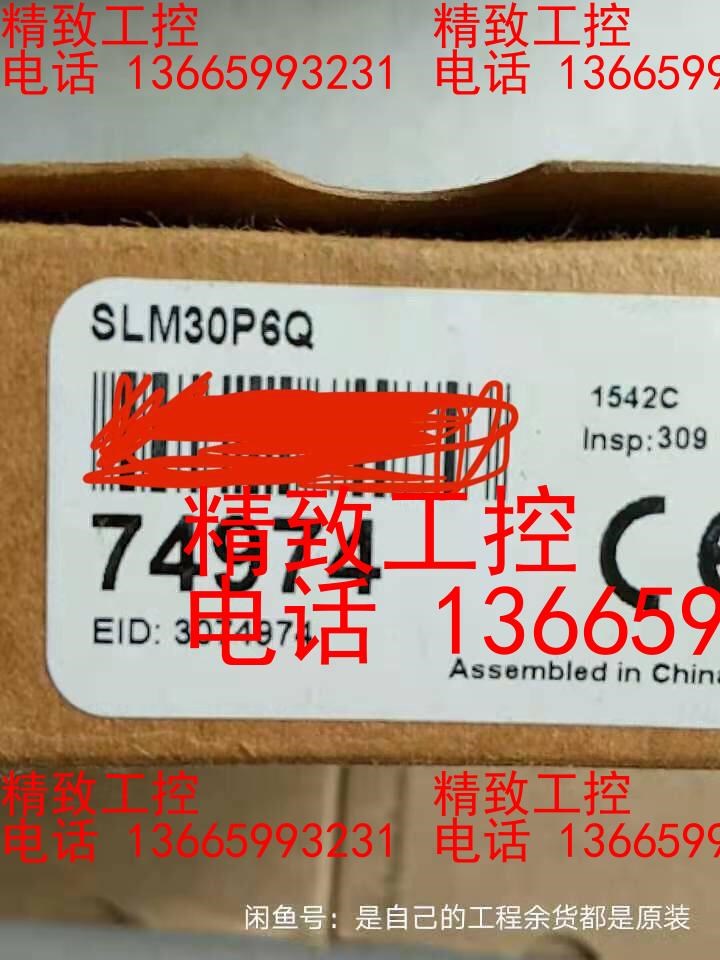 精致工控 精致工控
电话 13665993231 电话 136659
SLM30P6Q
1542C
Insp: 309
74974
精致工控
EID: 3074974
电话 136659
Assembled in China
精致工控 精致工控
电话 13665993231 电话 136659
闲鱼号：是自己的工程余货都是原装